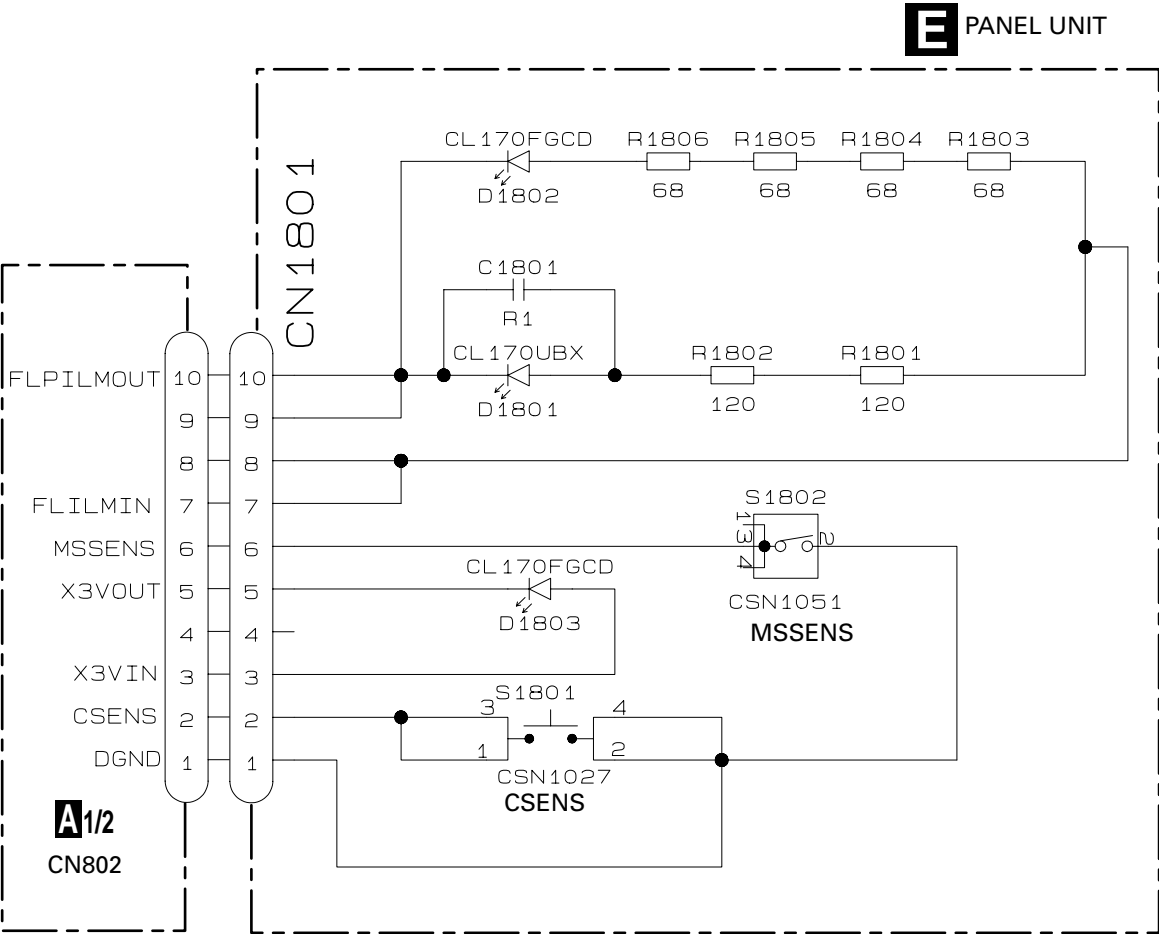 E PANEL UNIT
CN1801
CL170FGCD R1806 R1805 R1804 R1803
D1802 68 68 68 68
C1801
R1
CL170UBX R1802 R1801
D1801 120 120
FLPILMOUT 10 10
9 9
8 8
FLILMIN 7 7
MSSENS 6 6
X3VOUT 5 5
4 4
X3VIN 3 3
CSENS 2 2
DGND 1 1
S1802
1
3
4
2
CSN1051
MSSENS
CL170FGCD
D1803
S1801
3 4
1 2
CSN1027
CSENS
A 1/2
CN802